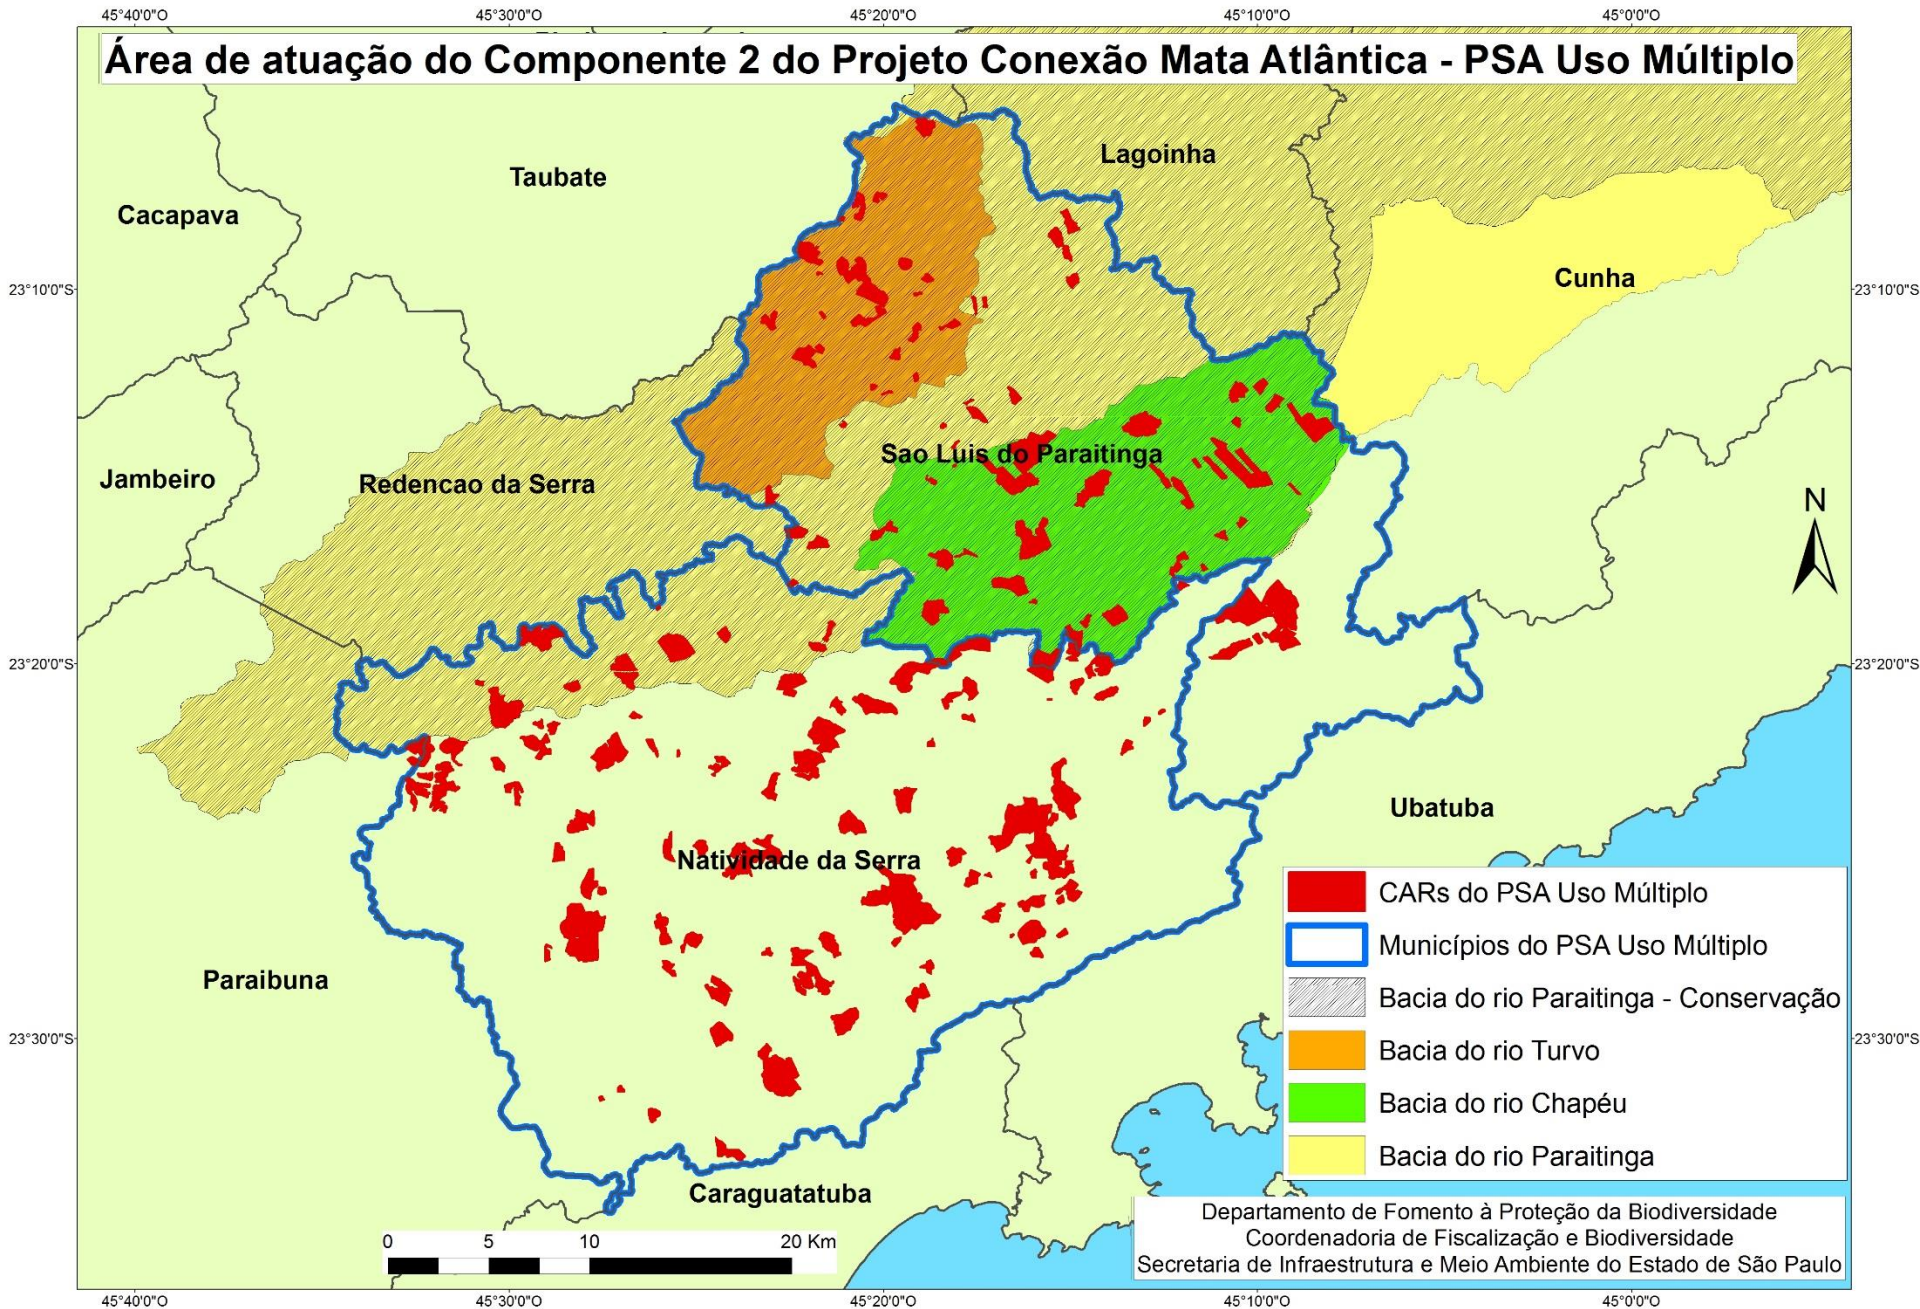 45°40'0"O 45°30'0"O 45°20'0"O 45°10'0"O 45°0'0"O
Área de atuação do Componente 2 do Projeto Conexão Mata Atlântica - PSA Uso Múltiplo
Lagoinha
Taubate
Cacapava
Cunha
23°10'0"S 23°10'0"S
Sao Luis do Paraitinga
Jambeiro
Redencao da Serra
N
23°20'0"S 23°20'0"S
Ubatuba
Natividade da Serra
Paraibuna
23°30'0"S 23°30'0"S
Caraguatatuba
CARs do PSA Uso Múltiplo
Municípios do PSA Uso Múltiplo
Bacia do rio Paraitinga - Conservação
Bacia do rio Turvo
Bacia do rio Chapéu
Bacia do rio Paraitinga
0 5 10 20 Km
Departamento de Fomento à Proteção da Biodiversidade
Coordenadoria de Fiscalização e Biodiversidade
Secretaria de Infraestrutura e Meio Ambiente do Estado de São Paulo
45°40'0"O 45°30'0"O 45°20'0"O 45°10'0"O 45°0'0"O